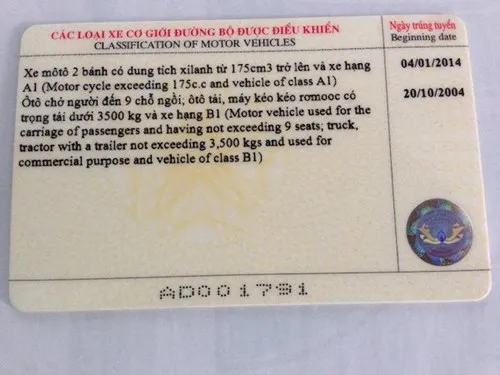 CÁC LOẠI XE CƠ GIỚI ĐƯỜNG BỘ ĐƯỢC ĐIỀU KHIỂN
CLASSIFICATION OF MOTOR VEHICLES
Ngày trúng tuyển
Beginning date
Xe môtô 2 bánh có dung tích xilanh từ 175cm3 trở lên và xe hạng
A1 (Motor cycle exceeding 175c.c and vehicle of class A1)
04/01/2014
Ôtô chở người đến 9 chỗ ngồi; ôtô tải, máy kéo kéo rơmooc có
trọng tải dưới 3500 kg và xe hạng B1 (Motor vehicle used for the
carriage of passengers and having not exceeding 9 seats; truck,
tractor with a trailer not exceeding 3,500 kgs and used for
commercial purpose and vehicle of class B1)
20/10/2004
AD001791